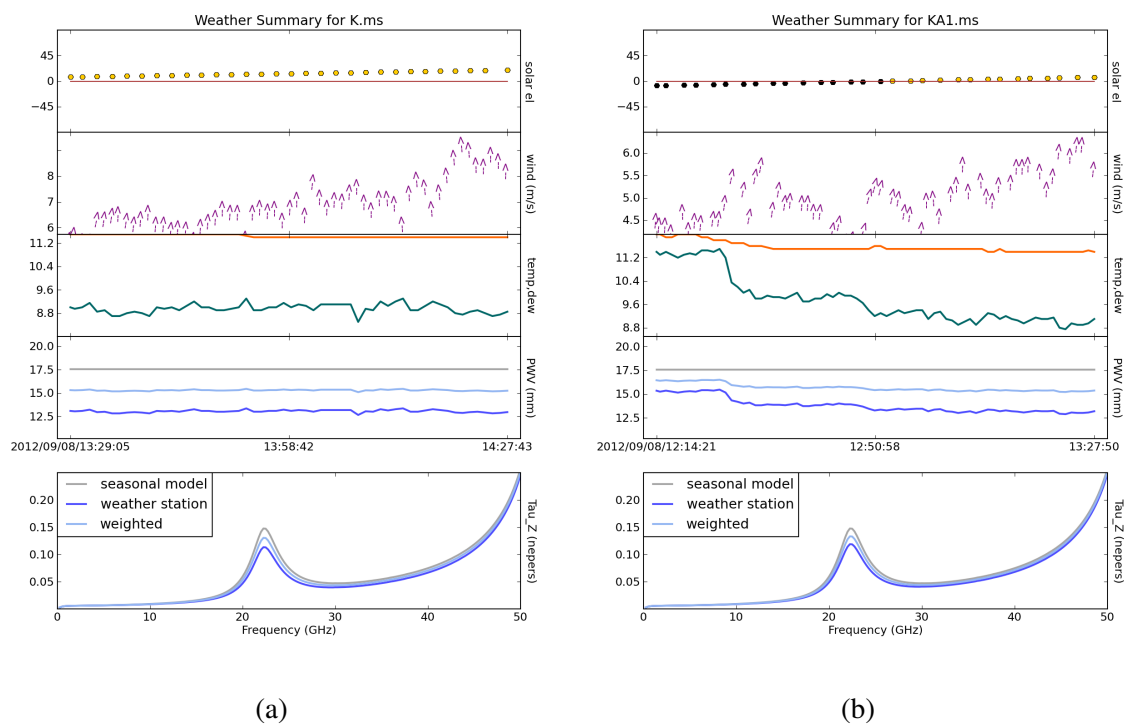 Weather Summary for K.ms
45
0
−45
solar el
8
7
6
wind (m/s)
11.2
10.4
9.6
8.8
temp,dew
20.0
17.5
15.0
12.5
PWV (mm)
2012/09/08/13:29:05 13:58:42 14:27:43
seasonal model
weather station
weighted
0.20
0.15
0.10
0.05
Tau_Z (nepers)
0 10 20 30 40 50
Frequency (GHz)
(a)
Weather Summary for KA1.ms
45
0
−45
solar el
6.0
5.5
5.0
4.5
wind (m/s)
11.2
10.4
9.6
8.8
temp,dew
20.0
17.5
15.0
12.5
PWV (mm)
2012/09/08/12:14:21 12:50:58 13:27:50
seasonal model
weather station
weighted
0.20
0.15
0.10
0.05
Tau_Z (nepers)
0 10 20 30 40 50
Frequency (GHz)
(b)